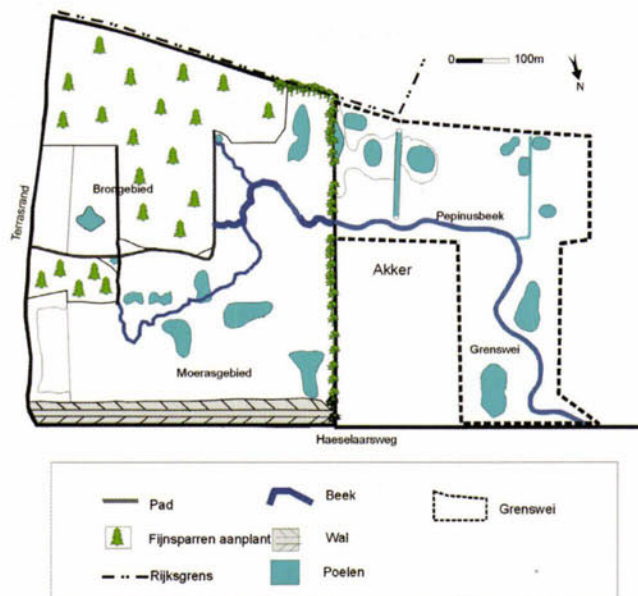 0
100m
N
Terrasrand
Brongebied
Pepinusbeek
Akker
Grenswei
Moerasgebied
Haeselaarsweg
Pad
Beek
Grenswei
Fijnsparren aanplant
Wal
Rijksgrens
Poelen